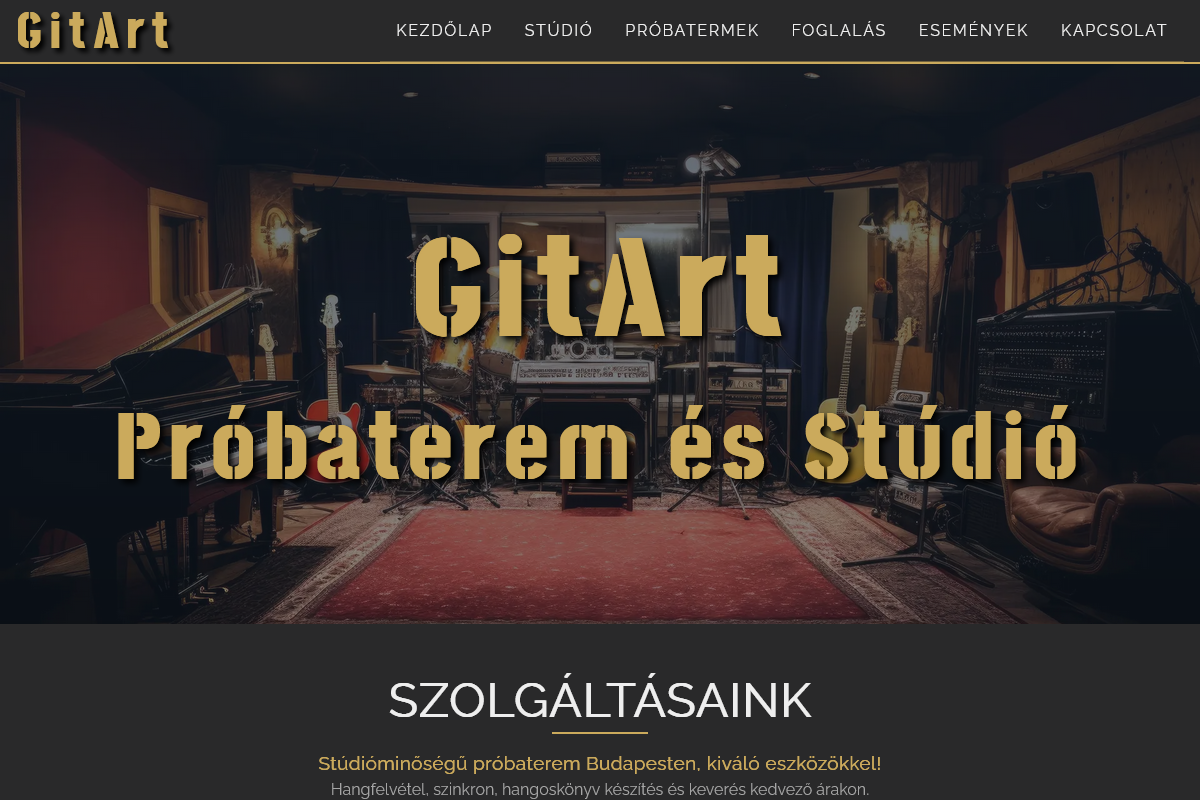 GitArt
KEZDŐLAP STÚDIÓ PRÓBATERMEK FOGLALÁS ESEMÉNYEK KAPCSOLAT
GitArt
Próbaterem és Stúdió
SZOLGÁLTÁSAINK
Stúdióminőségű próbaterem Budapesten, kiváló eszközökkel!
Hangfelvétel, szinkron, hangoskönyv készítés és keverés kedvező árakon.